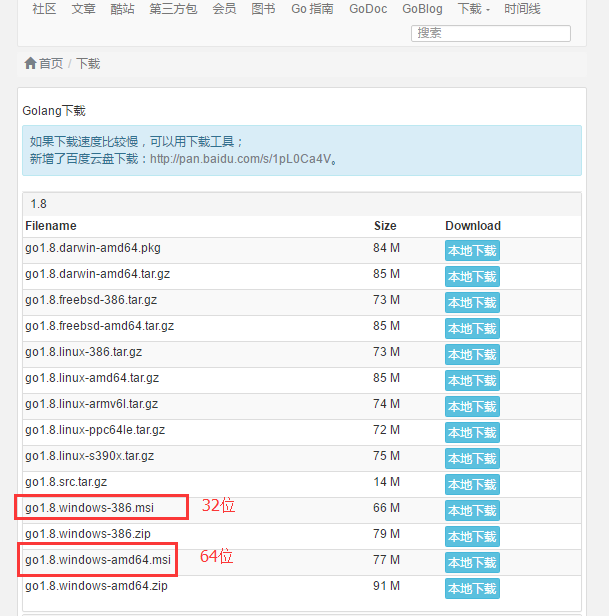 社区 文章 酷站 第三方包 会员 图书 Go 指南 GoDoc GoBlog 下载 时间线
搜索
首页 / 下载
Golang下载
如果下载速度比较慢，可以用下载工具；
新增了百度云盘下载：http://pan.baidu.com/s/1pL0Ca4V。
1.8
Filename Size Download
go1.8.darwin-amd64.pkg 84 M 本地下载
go1.8.darwin-amd64.tar.gz 85 M 本地下载
go1.8.freebsd-386.tar.gz 73 M 本地下载
go1.8.freebsd-amd64.tar.gz 85 M 本地下载
go1.8.linux-386.tar.gz 73 M 本地下载
go1.8.linux-amd64.tar.gz 85 M 本地下载
go1.8.linux-armv6l.tar.gz 74 M 本地下载
go1.8.linux-ppc64le.tar.gz 72 M 本地下载
go1.8.linux-s390x.tar.gz 75 M 本地下载
go1.8.src.tar.gz 14 M 本地下载
go1.8.windows-386.msi 32位 66 M 本地下载
go1.8.windows-386.zip 79 M 本地下载
go1.8.windows-amd64.msi 64位 77 M 本地下载
go1.8.windows-amd64.zip 91 M 本地下载